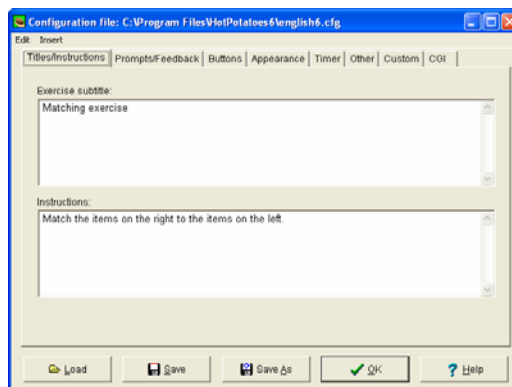 Configuration file: C:\Program Files\HotPotatoes6\english6.cfg
Edit Insert
Titles/Instructions Prompts/Feedback Buttons Appearance Timer Other Custom CGI
Exercise subtitle:
Matching exercise
Instructions:
Match the items on the right to the items on the left.
Load Save Save As OK Help